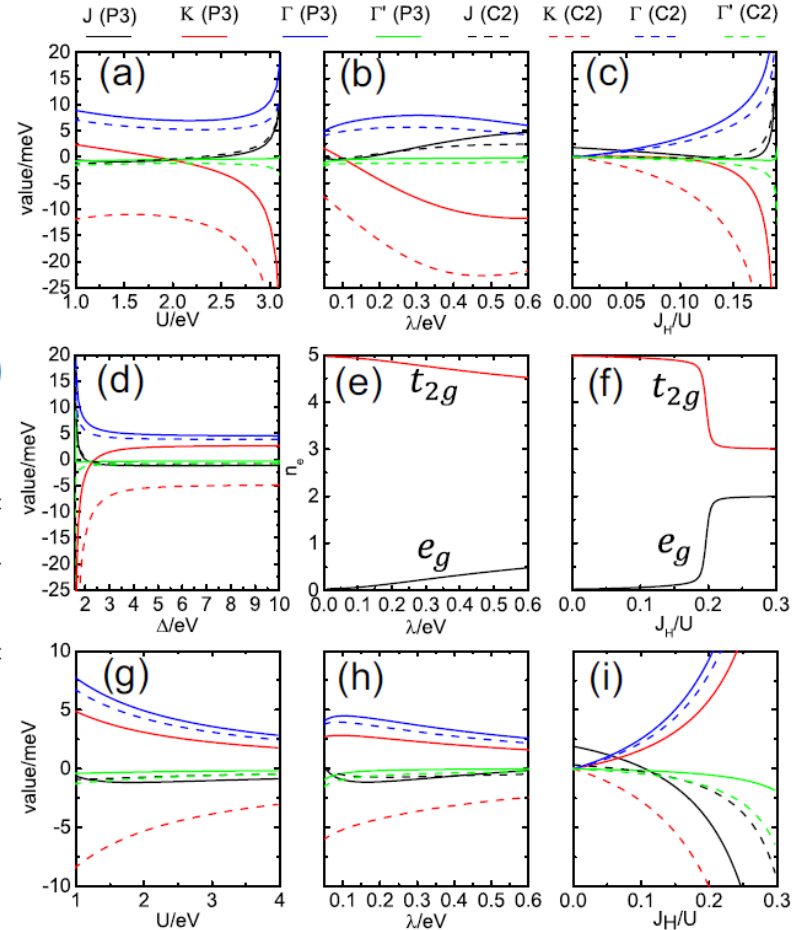 J (P3) K (P3) Γ (P3) Γ' (P3) J (C2) K (C2) Γ (C2) Γ' (C2)
(a) (b) (c)
value/meV
20
15
10
5
0
-5
-10
-15
-20
-25
1.0 1.5 2.0 2.5 3.0
U/eV
0.1 0.2 0.3 0.4 0.5 0.6
λ/eV
0.00 0.05 0.10 0.15
J_H/U
(d) (e) (f)
value/meV
20
15
10
5
0
-5
-10
-15
-20
-25
2 3 4 5 6 7 8 9 10
Δ/eV
n_e
5
4
3
2
1
0
t_{2g}
e_g
0.0 0.1 0.2 0.3 0.4 0.5 0.6
λ/eV
t_{2g}
e_g
0.0 0.1 0.2 0.3
J_H/U
(g) (h) (i)
value/meV
10
5
0
-5
-10
1 2 3 4
U/eV
0.1 0.2 0.3 0.4 0.5 0.6
λ/eV
0.0 0.1 0.2 0.3
J_H/U